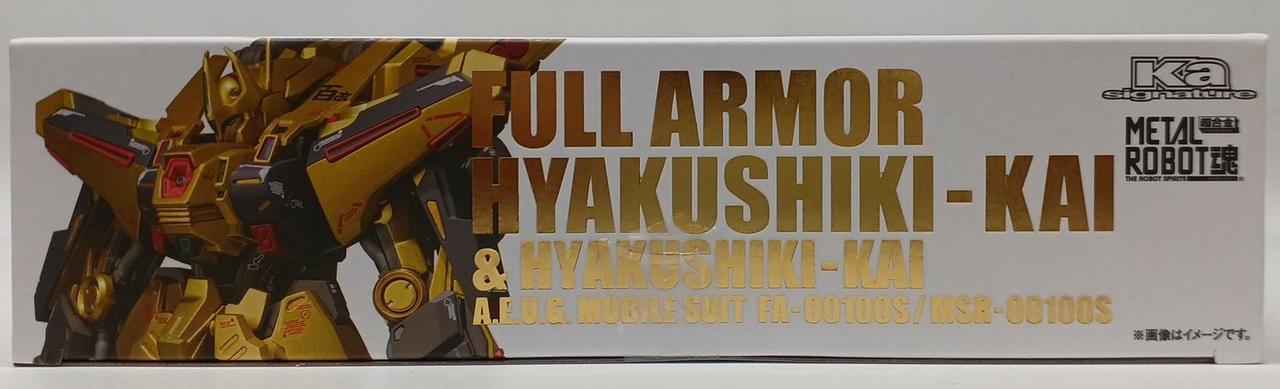 FULL ARMOR
HYAKUSHIKI-KAI
& HYAKUSHIKI-KAI
A.E.U.G. MOBILE SUIT FA-00100S/MSR-00100S
Ka
signature
METAL 超合金
ROBOT魂
THE ROBOT SPIRITS
百改
※画像はイメージです。